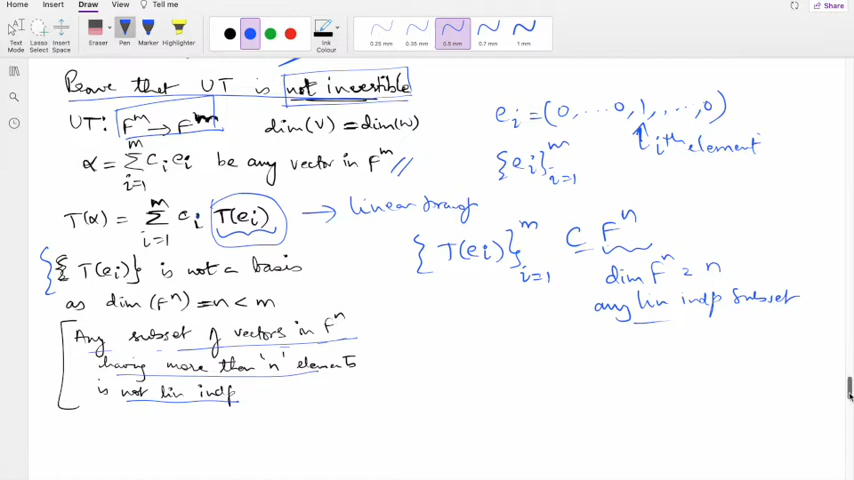 Home Insert Draw View Tell me
Share
Text Mode
Lasso Select
Insert Space
Eraser
Pen
Marker
Highlighter
Ink Colour
0.25 mm
0.35 mm
0.5 mm
0.7 mm
1 mm
Prove that UT is not invertible
UT: F^m → F^m dim(V) = dim(W)
α = Σ_{i=1}^{m} c_i e_i be any vector in F^m //
T(α) = Σ_{i=1}^{m} c_i T(e_i) → linear transf
{T(e_i)} is not a basis
as dim (F^n) = n < m
Any subset of vectors in F^n
having more than 'n' elements
is not lin indp
e_i = (0, ... 0, 1, ..., 0)
i^th element
{e_i}_{i=1}^{m}
{T(e_i)}_{i=1}^{m} ⊂ F^n
dim F^n = n
any lin indp subset